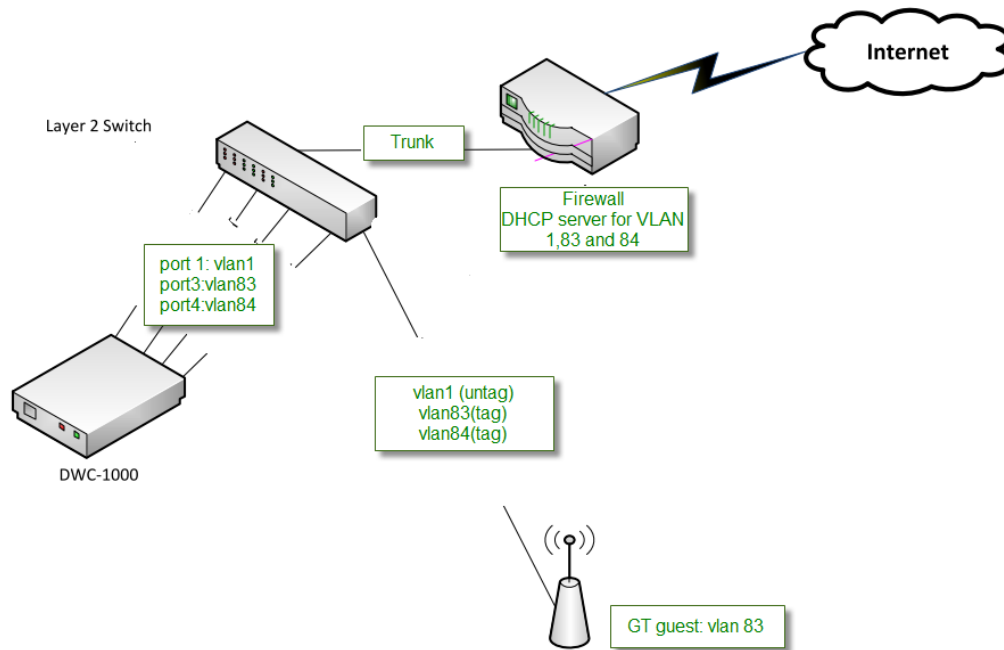 Internet
Layer 2 Switch
Trunk
Firewall
DHCP server for VLAN
1,83 and 84
port 1: vlan1
port3:vlan83
port4:vlan84
vlan1 (untag)
vlan83(tag)
vlan84(tag)
DWC-1000
GT guest: vlan 83